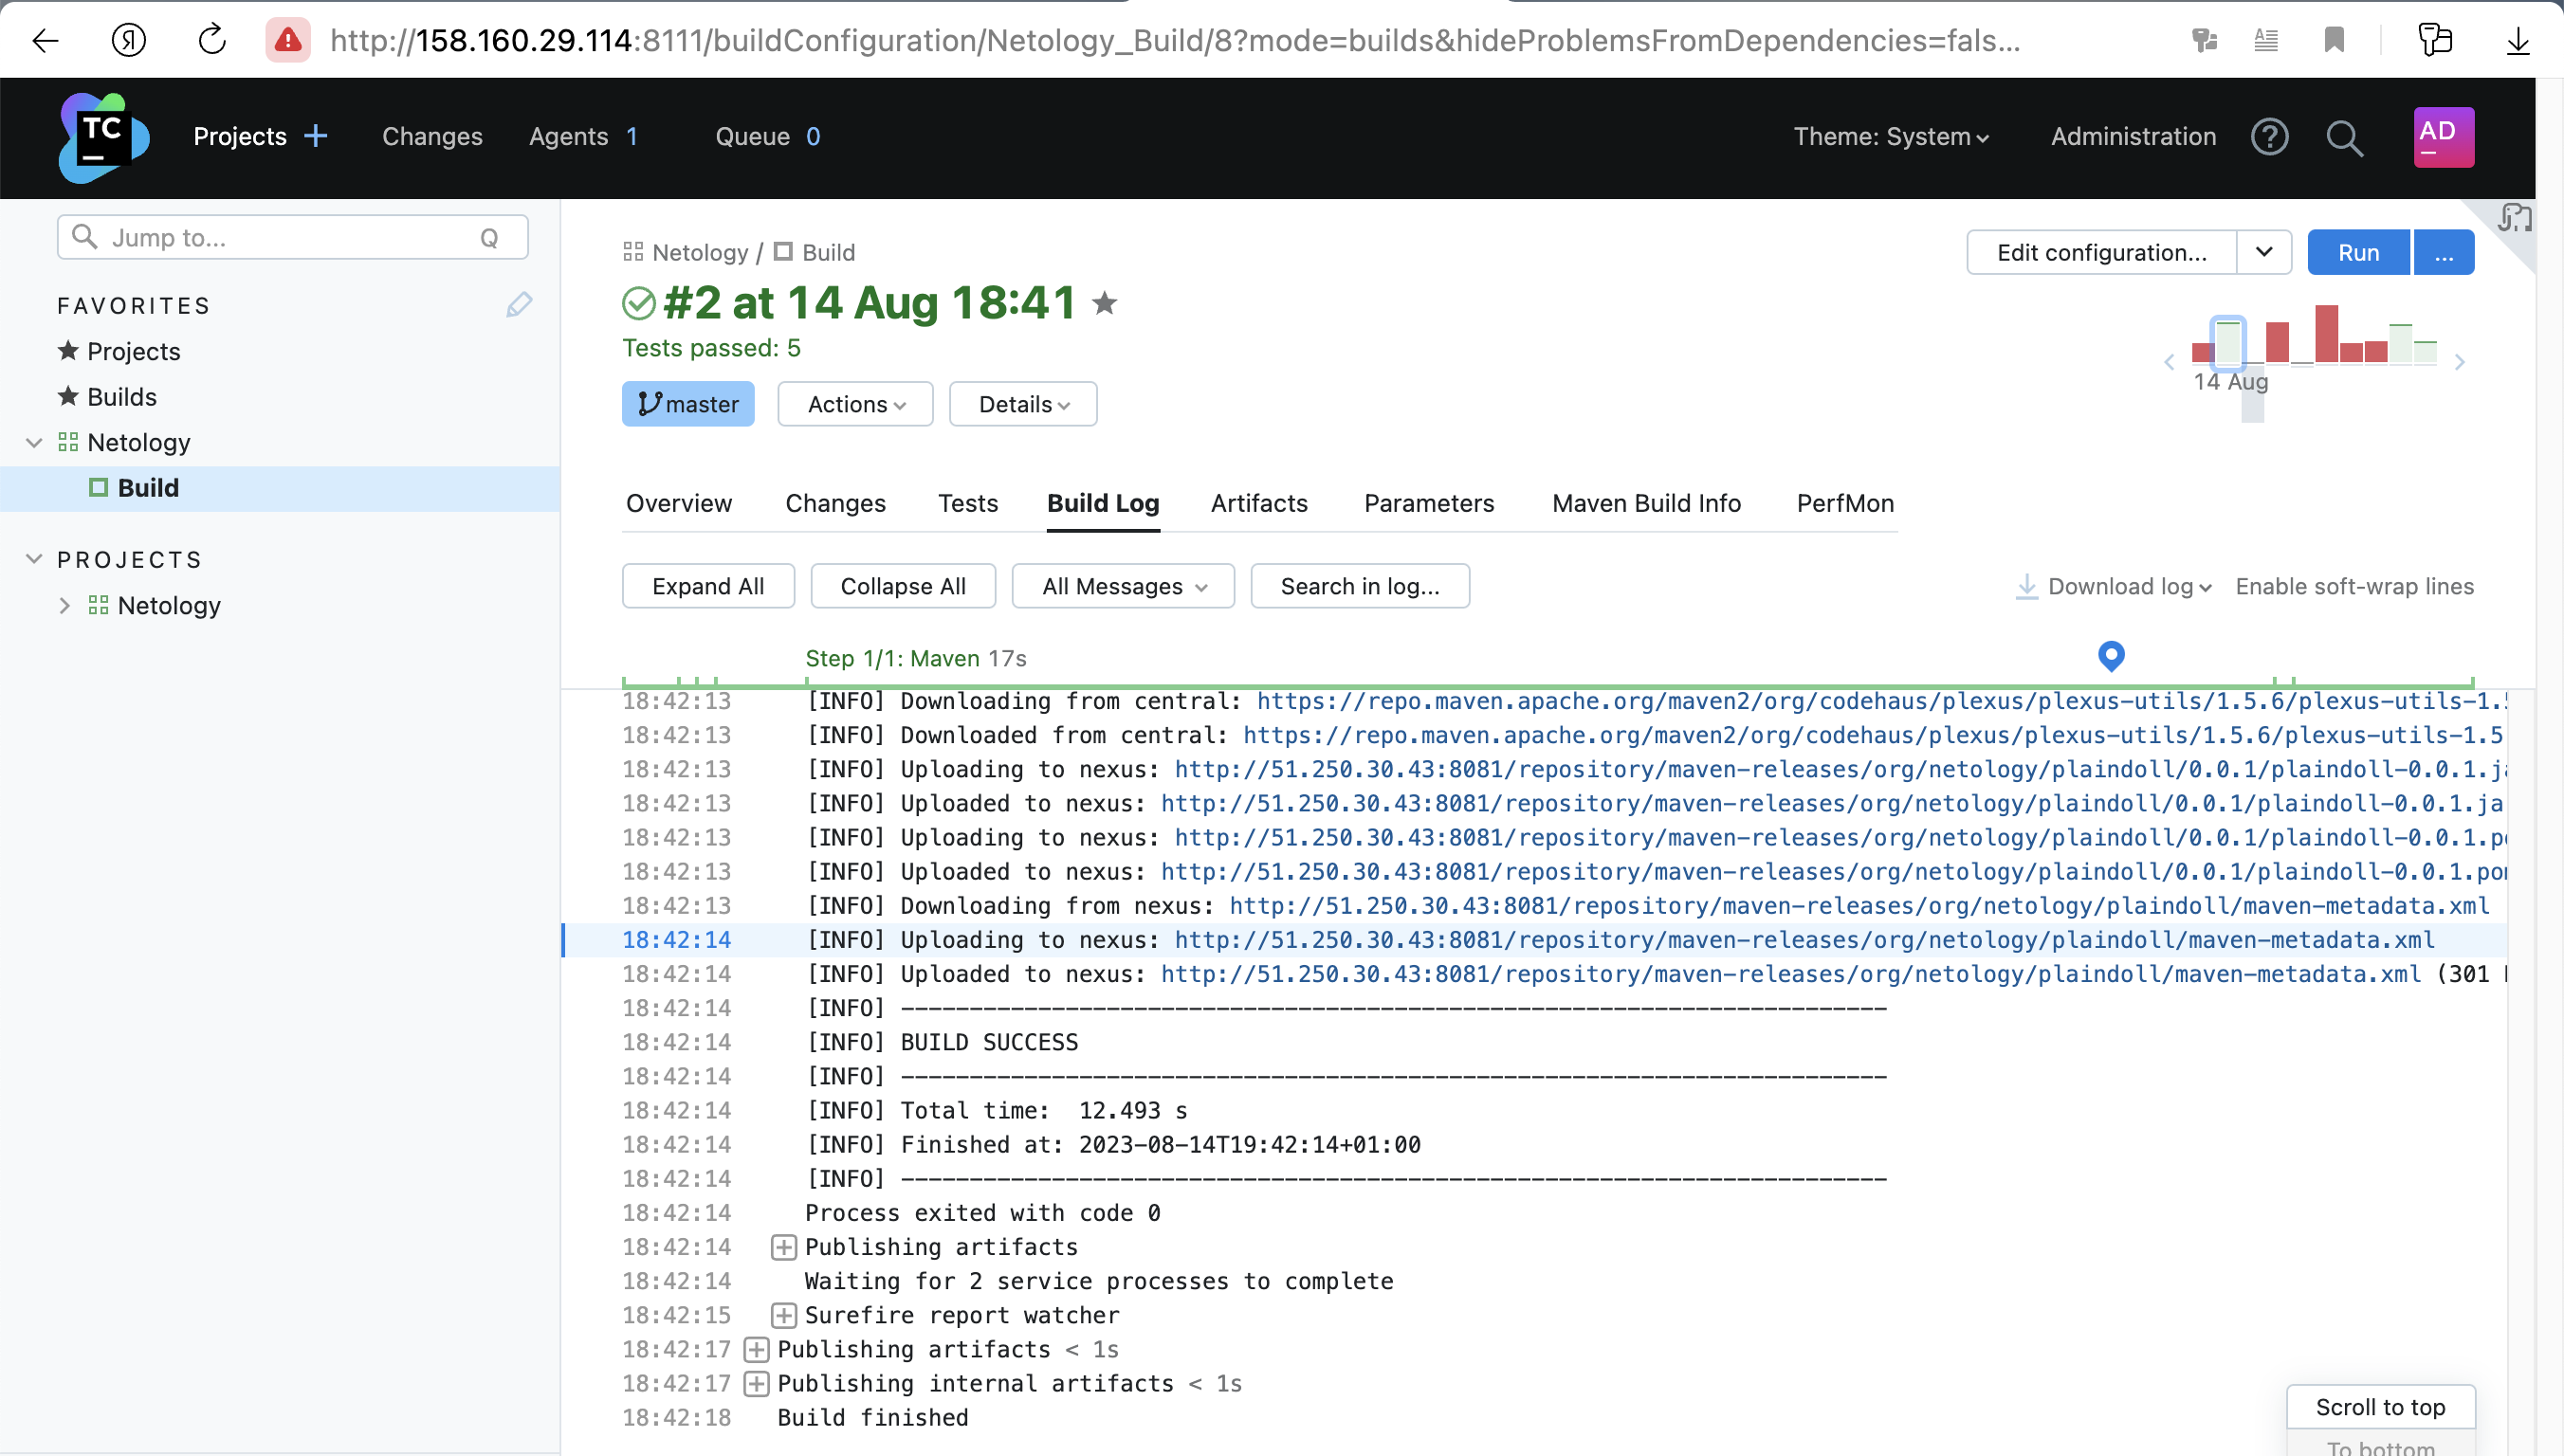 http://158.160.29.114:8111/buildConfiguration/Netology_Build/8?mode=builds&hideProblemsFromDependencies=fals...
TC
Projects + Changes Agents 1 Queue 0 Theme: System Administration ? AD
Jump to... Q
FAVORITES
Projects
Builds
Netology
Build
PROJECTS
Netology
Netology / Build
Edit configuration... Run ...
#2 at 14 Aug 18:41
Tests passed: 5
14 Aug
master Actions Details
Overview Changes Tests Build Log Artifacts Parameters Maven Build Info PerfMon
Expand All Collapse All All Messages Search in log... Download log Enable soft-wrap lines
Step 1/1: Maven 17s
18:42:13 [INFO] Downloading from central: https://repo.maven.apache.org/maven2/org/codehaus/plexus/plexus-utils/1.5.6/plexus-utils-1.5
18:42:13 [INFO] Downloaded from central: https://repo.maven.apache.org/maven2/org/codehaus/plexus/plexus-utils/1.5.6/plexus-utils-1.5
18:42:13 [INFO] Uploading to nexus: http://51.250.30.43:8081/repository/maven-releases/org/netology/plaindoll/0.0.1/plaindoll-0.0.1.ja
18:42:13 [INFO] Uploaded to nexus: http://51.250.30.43:8081/repository/maven-releases/org/netology/plaindoll/0.0.1/plaindoll-0.0.1.ja
18:42:13 [INFO] Uploading to nexus: http://51.250.30.43:8081/repository/maven-releases/org/netology/plaindoll/0.0.1/plaindoll-0.0.1.po
18:42:13 [INFO] Uploaded to nexus: http://51.250.30.43:8081/repository/maven-releases/org/netology/plaindoll/0.0.1/plaindoll-0.0.1.pom
18:42:13 [INFO] Downloading from nexus: http://51.250.30.43:8081/repository/maven-releases/org/netology/plaindoll/maven-metadata.xml
18:42:14 [INFO] Uploading to nexus: http://51.250.30.43:8081/repository/maven-releases/org/netology/plaindoll/maven-metadata.xml
18:42:14 [INFO] Uploaded to nexus: http://51.250.30.43:8081/repository/maven-releases/org/netology/plaindoll/maven-metadata.xml (301
18:42:14 [INFO] ------------------------------------------------------------------------
18:42:14 [INFO] BUILD SUCCESS
18:42:14 [INFO] ------------------------------------------------------------------------
18:42:14 [INFO] Total time:  12.493 s
18:42:14 [INFO] Finished at: 2023-08-14T19:42:14+01:00
18:42:14 [INFO] ------------------------------------------------------------------------
18:42:14 Process exited with code 0
18:42:14 Publishing artifacts
18:42:14 Waiting for 2 service processes to complete
18:42:15 Surefire report watcher
18:42:17 Publishing artifacts < 1s
18:42:17 Publishing internal artifacts < 1s
18:42:18 Build finished
Scroll to top
To bottom